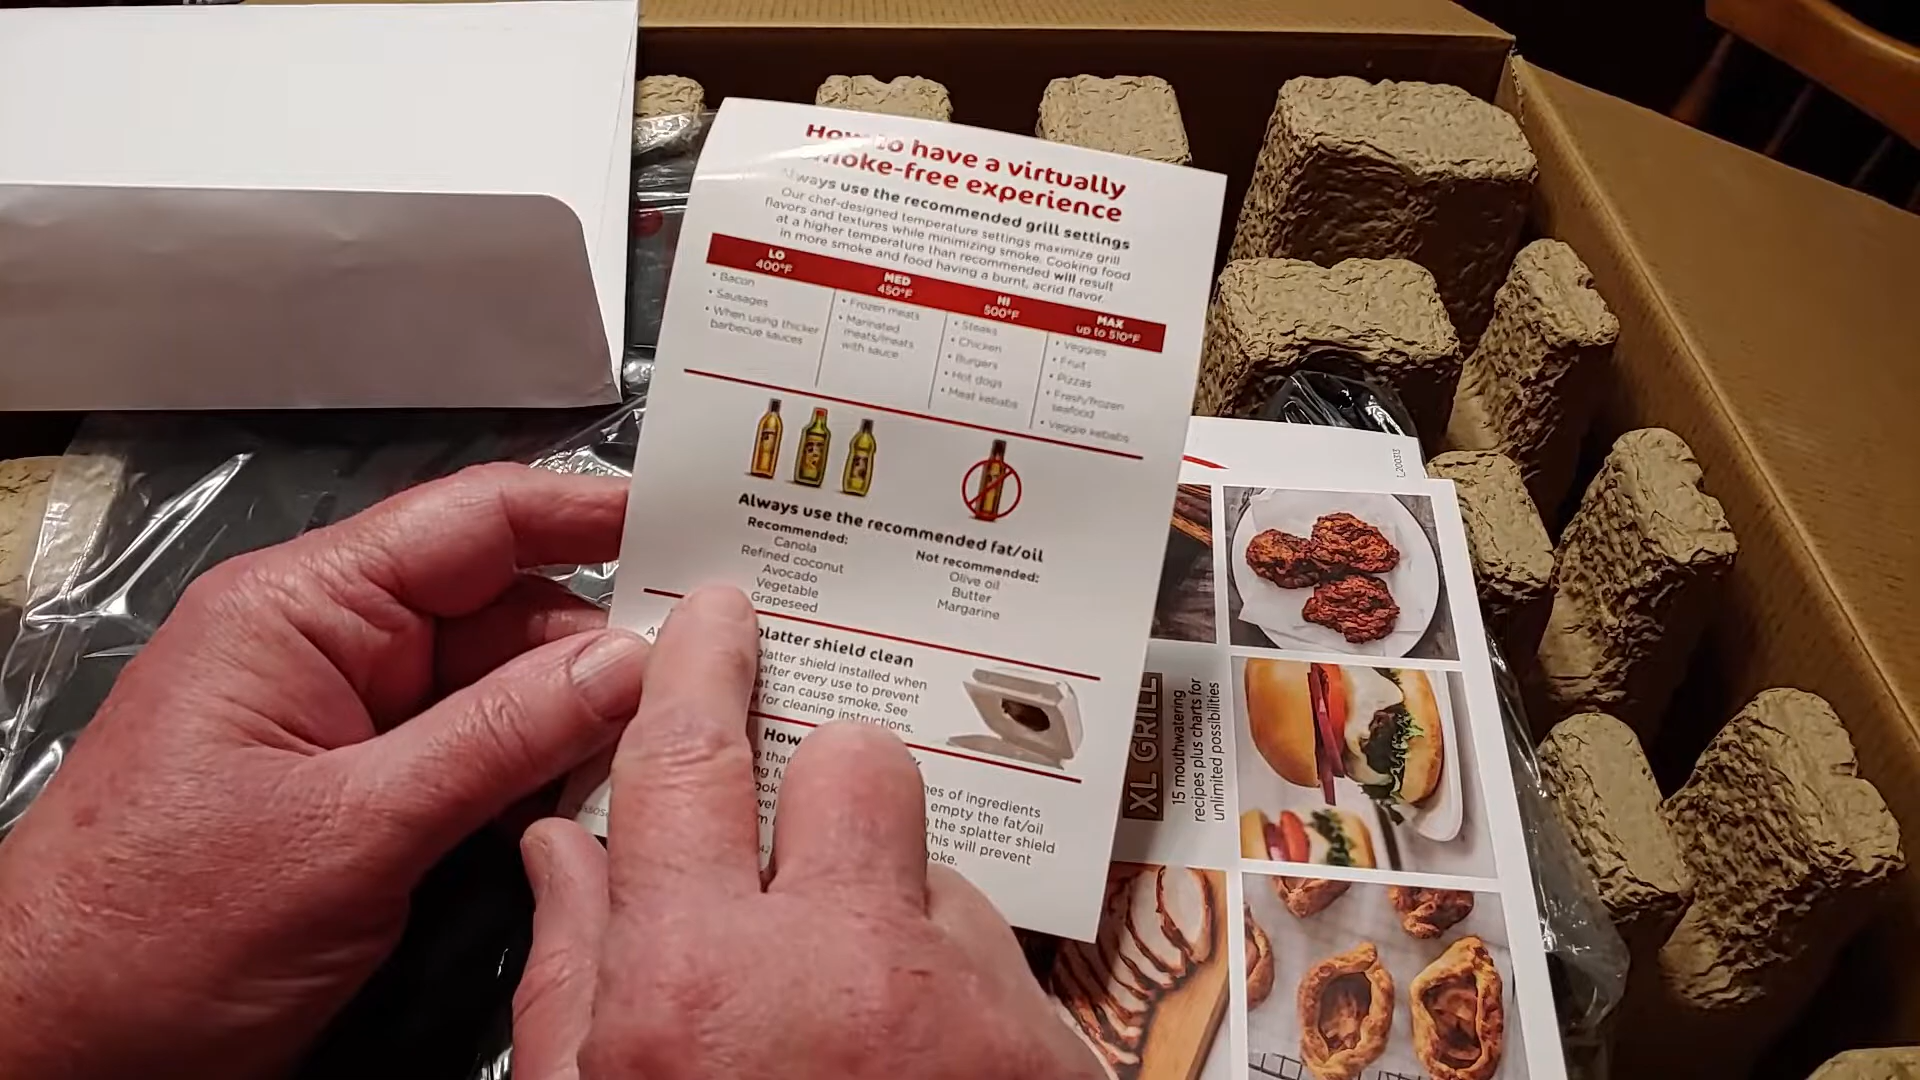 How to have a virtually
smoke-free experience
Always use the recommended grill settings
Our chef-designed temperature settings maximize grill
flavors and textures while minimizing smoke. Cooking food
at a higher temperature than recommended will result
in more smoke and food having a burnt, acrid flavor.
LO
400°F
• Bacon
• Sausages
• When using thicker
barbecue sauces
MED
450°F
• Frozen meats
• Marinated
meats/meats
with sauce
HI
500°F
• Steaks
• Chicken
• Burgers
• Hot dogs
• Meat kebabs
MAX
up to 510°F
• Veggies
• Fruit
• Pizzas
• Fresh/frozen
seafood
• Veggie kebabs
Always use the recommended fat/oil
Recommended:
Canola
Refined coconut
Avocado
Vegetable
Grapeseed
Not recommended:
Olive oil
Butter
Margarine
splatter shield clean
splatter shield installed when
after every use to prevent
can cause smoke. See
for cleaning instructions.
How
of ingredients
empty the fat/oil
the splatter shield
This will prevent
smoke.
XL GRILL
15 mouthwatering
recipes plus charts for
unlimited possibilities